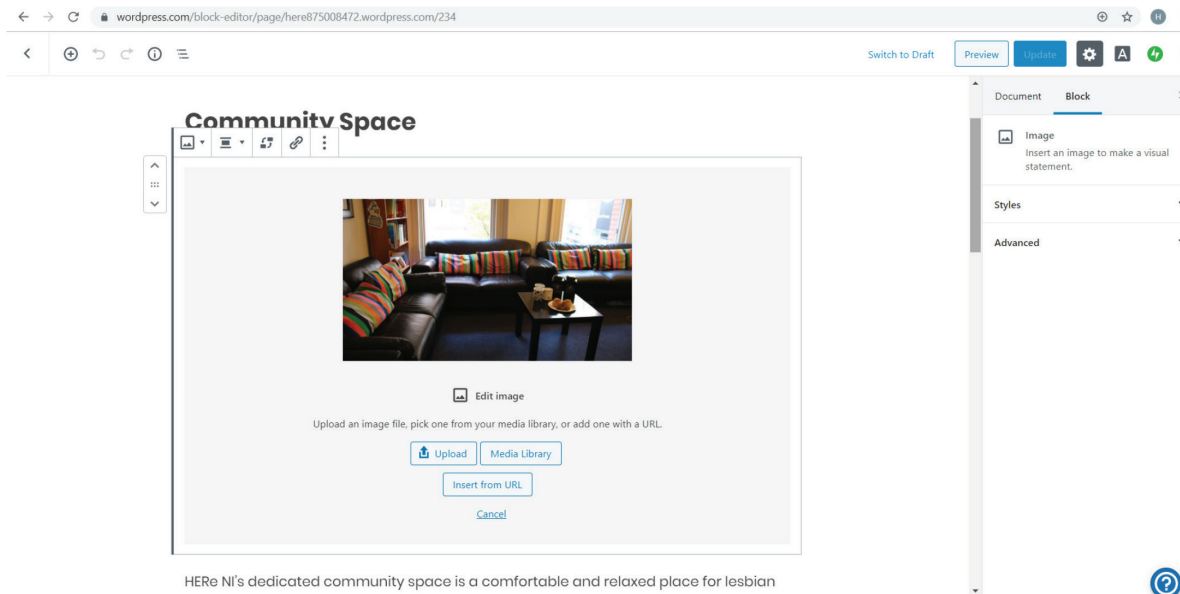 wordpress.com/block-editor/page/here875008472.wordpress.com/234
H
Switch to Draft
Preview
Update
A
Document
Block
Community Space
Image
Insert an image to make a visual
statement.
Styles
Advanced
Edit image
Upload an image file, pick one from your media library, or add one with a URL.
Upload
Media Library
Insert from URL
Cancel
HERe NI's dedicated community space is a comfortable and relaxed place for lesbian